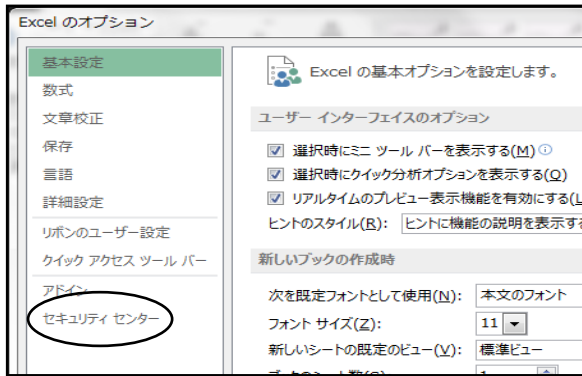 Excel のオプション
基本設定
数式
文章校正
保存
言語
詳細設定
リボンのユーザー設定
クイック アクセス ツール バー
アドイン
セキュリティ センター
Excel の基本オプションを設定します。
ユーザー インターフェイスのオプション
選択時にミニ ツール バーを表示する(M)
選択時にクイック分析オプションを表示する(Q)
リアルタイムのプレビュー表示機能を有効にする(L
ヒントのスタイル(R): ヒントに機能の説明を表示する
新しいブックの作成時
次を既定フォントとして使用(N): 本文のフォント
フォント サイズ(Z): 11
新しいシートの既定のビュー(V): 標準ビュー